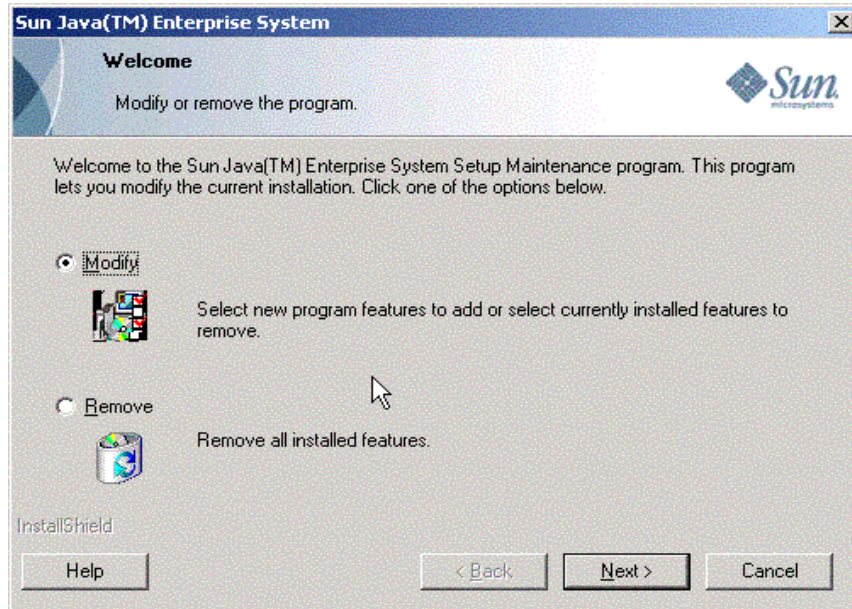 Sun Java(TM) Enterprise System
Welcome
Modify or remove the program.
Sun
microsystems
Welcome to the Sun Java(TM) Enterprise System Setup Maintenance program. This program
lets you modify the current installation. Click one of the options below.
Modify
Select new program features to add or select currently installed features to
remove.
Remove
Remove all installed features.
InstallShield
Help
< Back
Next >
Cancel